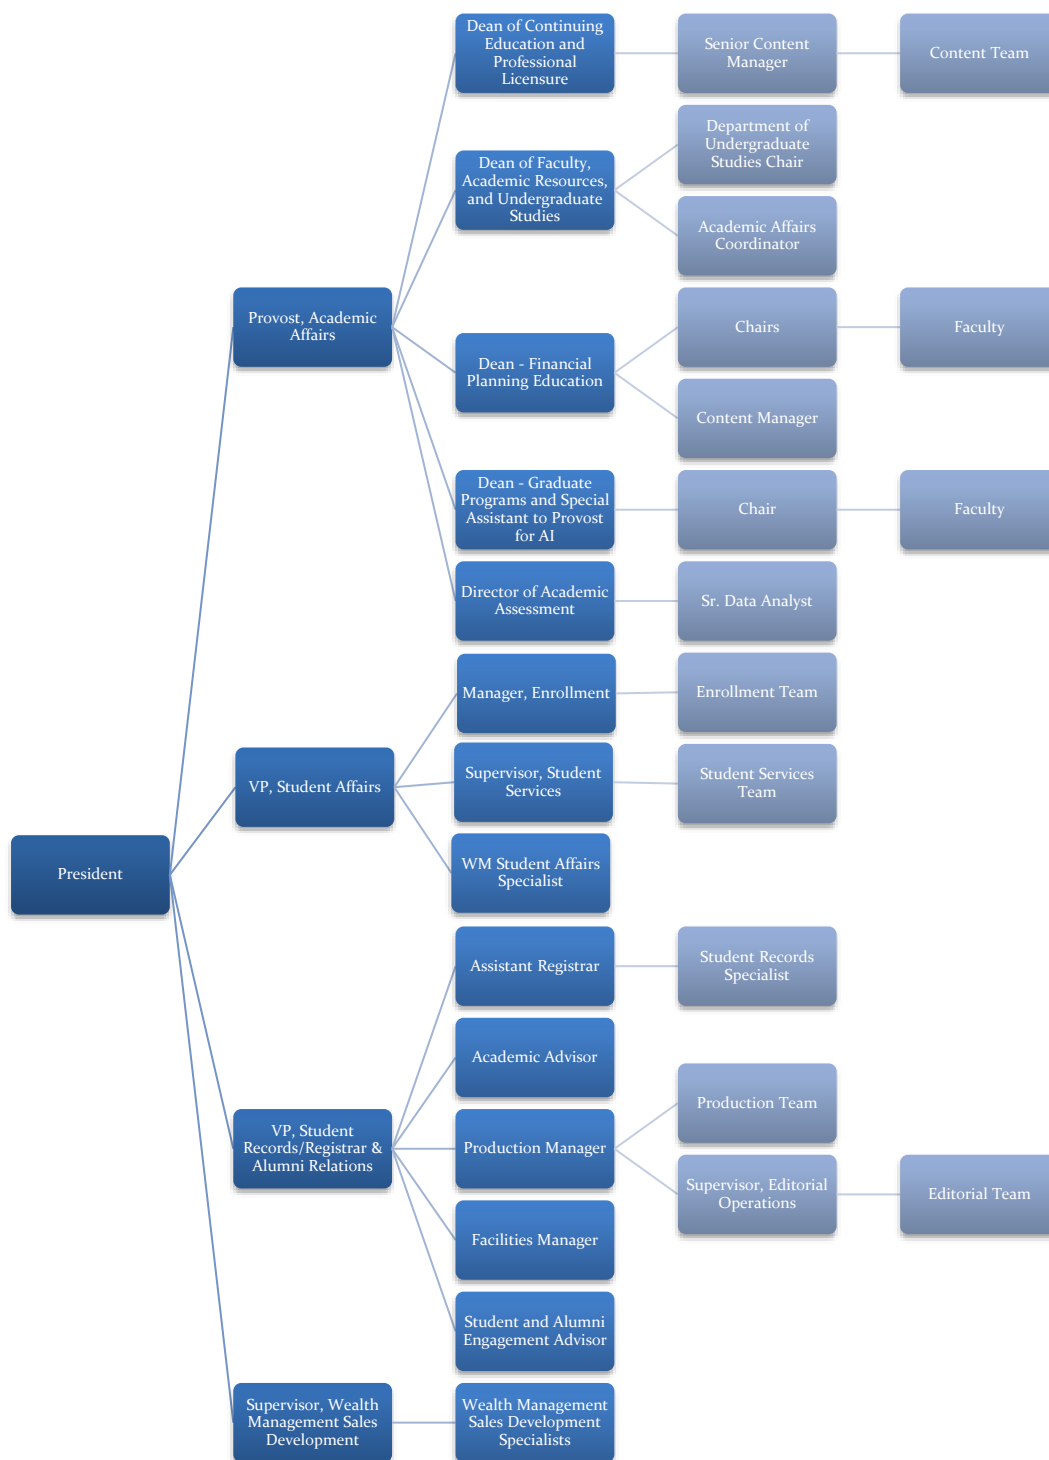 Dean of Continuing
Education and
Professional
Licensure
Senior Content
Manager
Content Team
Department of
Undergraduate
Studies Chair
Dean of Faculty,
Academic Resources,
and Undergraduate
Studies
Academic Affairs
Coordinator
Provost, Academic
Affairs
Chairs
Faculty
Dean - Financial
Planning Education
Content Manager
Dean - Graduate
Programs and Special
Assistant to Provost
for AI
Chair
Faculty
Director of Academic
Assessment
Sr. Data Analyst
Manager, Enrollment
Enrollment Team
VP, Student Affairs
Supervisor, Student
Services
Student Services
Team
President
WM Student Affairs
Specialist
Assistant Registrar
Student Records
Specialist
Academic Advisor
VP, Student
Records/Registrar &
Alumni Relations
Production Manager
Production Team
Supervisor, Editorial
Operations
Editorial Team
Facilities Manager
Student and Alumni
Engagement Advisor
Supervisor, Wealth
Management Sales
Development
Wealth Management
Sales Development
Specialists